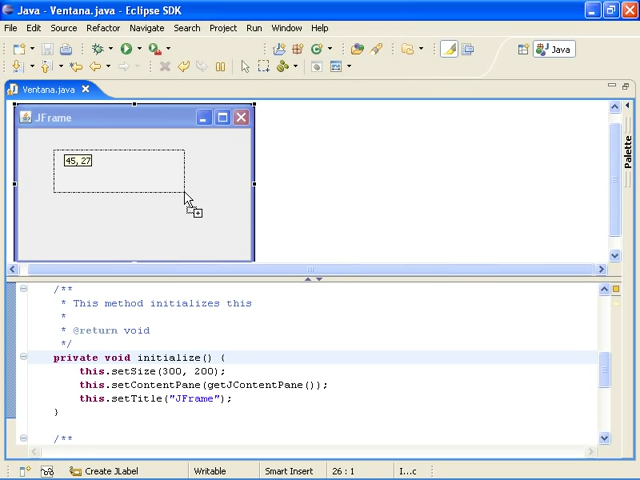 Java - Ventana.java - Eclipse SDK
File Edit Source Refactor Navigate Search Project Run Window Help
Java
Ventana.java
JFrame
45, 27
Palette
/**
* This method initializes this
*
* @return void
*/
private void initialize() {
this.setSize(300, 200);
this.setContentPane(getJContentPane());
this.setTitle("JFrame");
}
/**
Create JLabel Writable Smart Insert 26 : 1 I...c